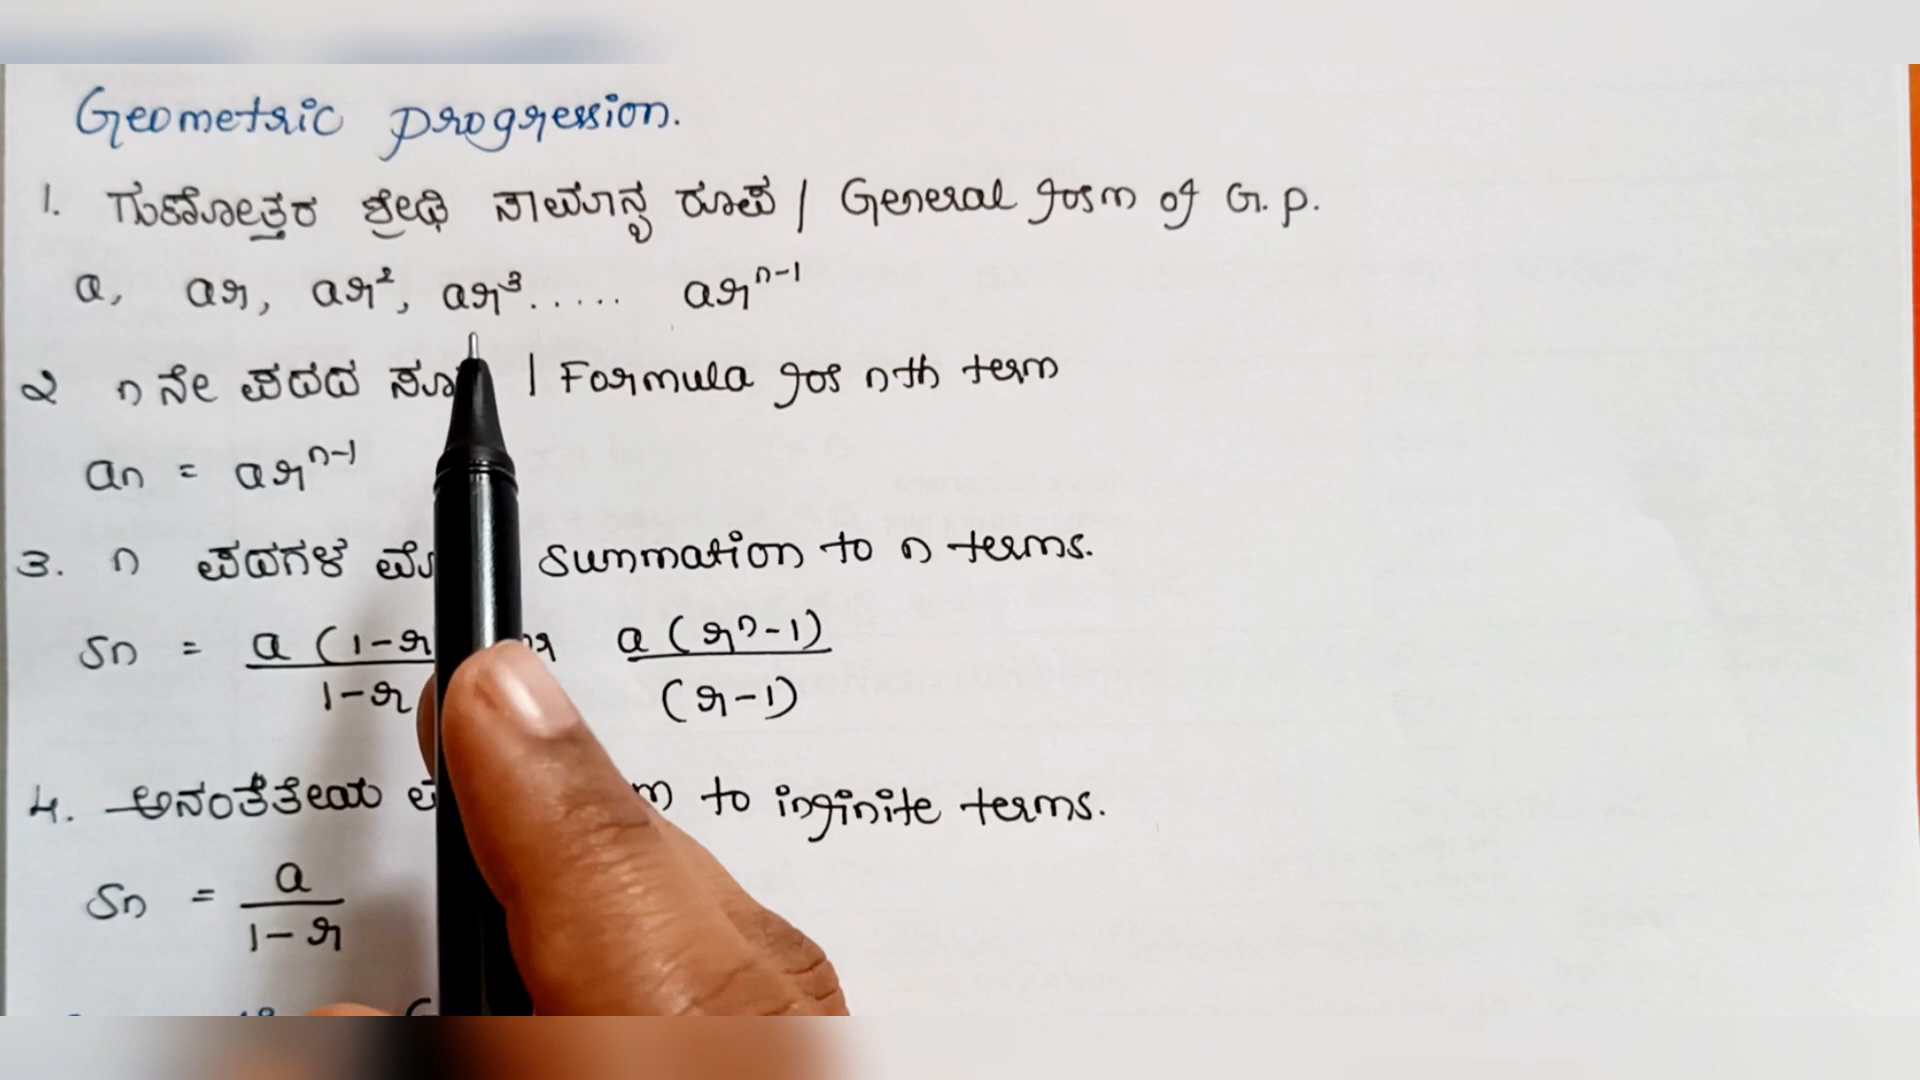 Geometric progression.
1. ಗುಣೋತ್ತರ ಶ್ರೇಢಿ ಸಾಮಾನ್ಯ ರೂಪ / General form of G.p.
a, ar, ar², ar³..... arⁿ⁻¹
2 n ನೇ ಪದದ | Formula for nth term
an = arⁿ⁻¹
3. n ಪದಗಳ summation to n terms.
Sn = a (1-r / 1-r or a (rⁿ-1) / (r-1)
4. to infinite terms.
Sn = a / 1-r